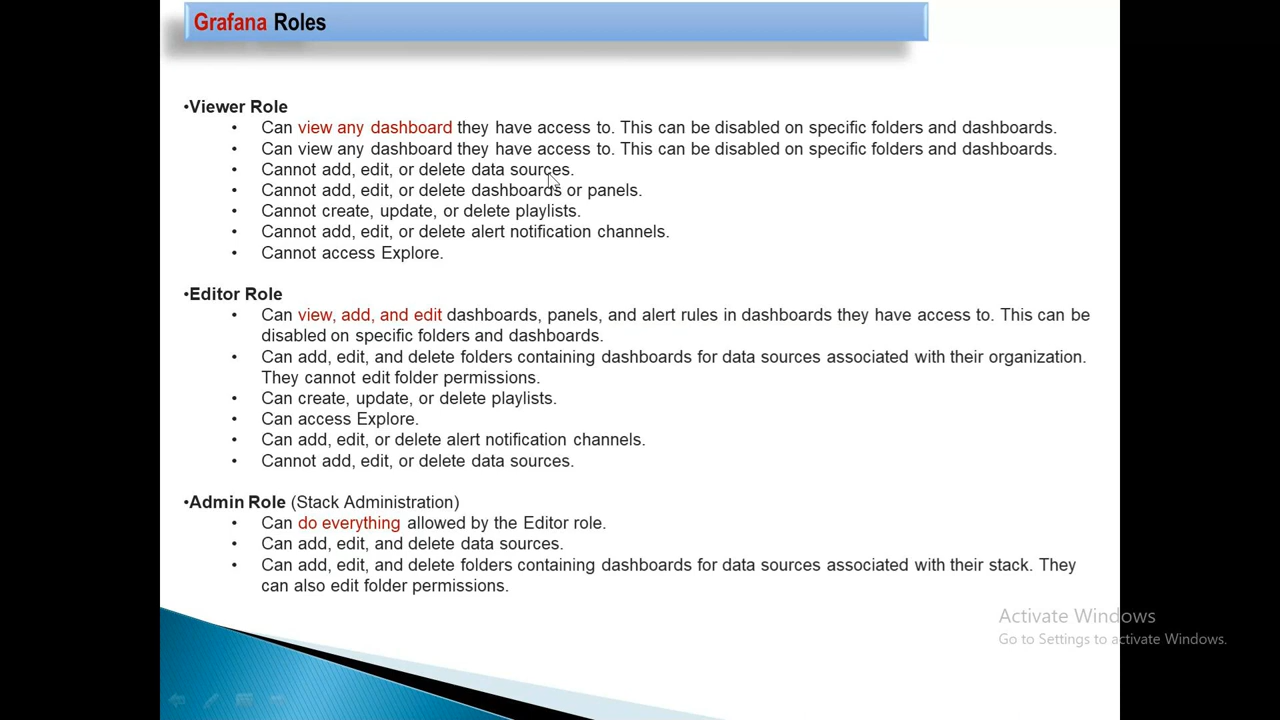 Grafana Roles
•Viewer Role
• Can view any dashboard they have access to. This can be disabled on specific folders and dashboards.
• Can view any dashboard they have access to. This can be disabled on specific folders and dashboards.
• Cannot add, edit, or delete data sources.
• Cannot add, edit, or delete dashboards or panels.
• Cannot create, update, or delete playlists.
• Cannot add, edit, or delete alert notification channels.
• Cannot access Explore.
•Editor Role
• Can view, add, and edit dashboards, panels, and alert rules in dashboards they have access to. This can be
disabled on specific folders and dashboards.
• Can add, edit, and delete folders containing dashboards for data sources associated with their organization.
They cannot edit folder permissions.
• Can create, update, or delete playlists.
• Can access Explore.
• Can add, edit, or delete alert notification channels.
• Cannot add, edit, or delete data sources.
•Admin Role (Stack Administration)
• Can do everything allowed by the Editor role.
• Can add, edit, and delete data sources.
• Can add, edit, and delete folders containing dashboards for data sources associated with their stack. They
can also edit folder permissions.
Activate Windows
Go to Settings to activate Windows.